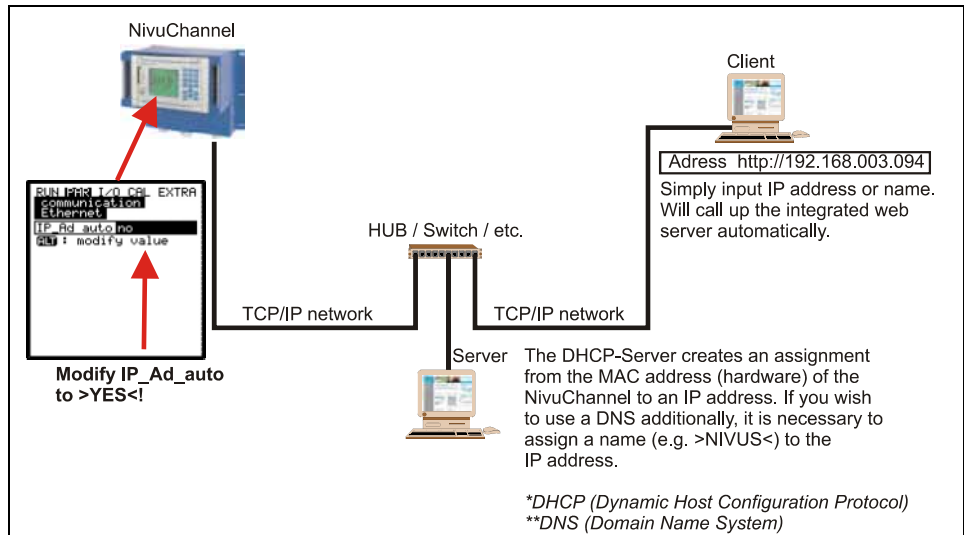 NivuChannel
Client
RUN PAR I/O CAL EXTRA
communication
Ethernet
IP_Ad auto no
ALT : modify value
Modify IP_Ad_auto
to >YES<!
TCP/IP network
HUB / Switch / etc.
TCP/IP network
Adress http://192.168.003.094
Simply input IP address or name.
Will call up the integrated web
server automatically.
Server
The DHCP-Server creates an assignment
from the MAC address (hardware) of the
NivuChannel to an IP address. If you wish
to use a DNS additionally, it is necessary to
assign a name (e.g. >NIVUS<) to the
IP address.
*DHCP (Dynamic Host Configuration Protocol)
**DNS (Domain Name System)